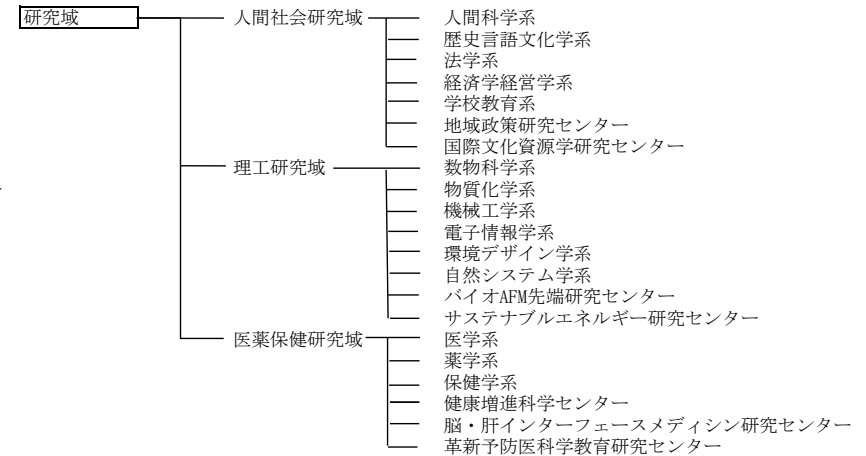 研究域 人間社会研究域 人間科学系
歴史言語文化学系
法学系
経済学経営学系
学校教育系
地域政策研究センター
国際文化資源学研究センター
理工研究域 数物科学系
物質化学系
機械工学系
電子情報学系
環境デザイン学系
自然システム学系
バイオAFM先端研究センター
サステナブルエネルギー研究センター
医薬保健研究域 医学系
薬学系
保健学系
健康増進科学センター
脳・肝インターフェースメディシン研究センター
革新予防医科学教育研究センター